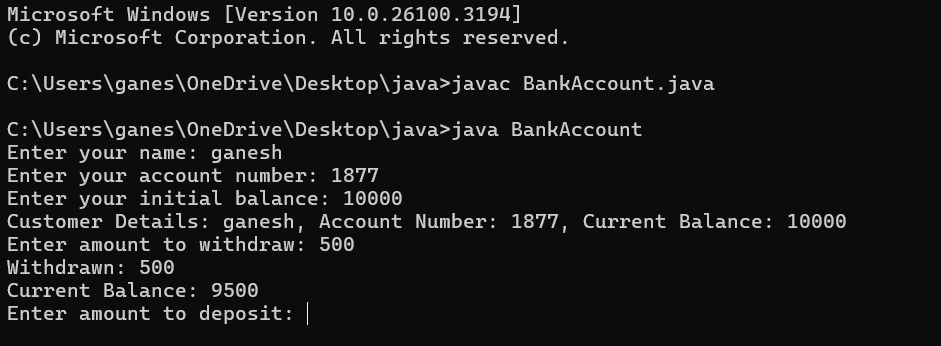 Microsoft Windows [Version 10.0.26100.3194]
(c) Microsoft Corporation. All rights reserved.
C:\Users\ganes\OneDrive\Desktop\java>javac BankAccount.java
C:\Users\ganes\OneDrive\Desktop\java>java BankAccount
Enter your name: ganesh
Enter your account number: 1877
Enter your initial balance: 10000
Customer Details: ganesh, Account Number: 1877, Current Balance: 10000
Enter amount to withdraw: 500
Withdrawn: 500
Current Balance: 9500
Enter amount to deposit: